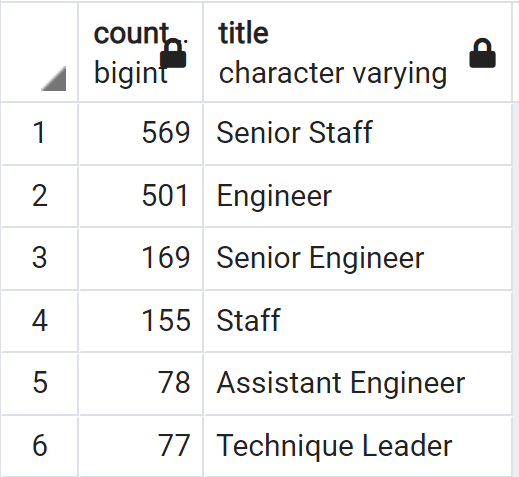 count.. title
bigint character varying
1 569 Senior Staff
2 501 Engineer
3 169 Senior Engineer
4 155 Staff
5 78 Assistant Engineer
6 77 Technique Leader